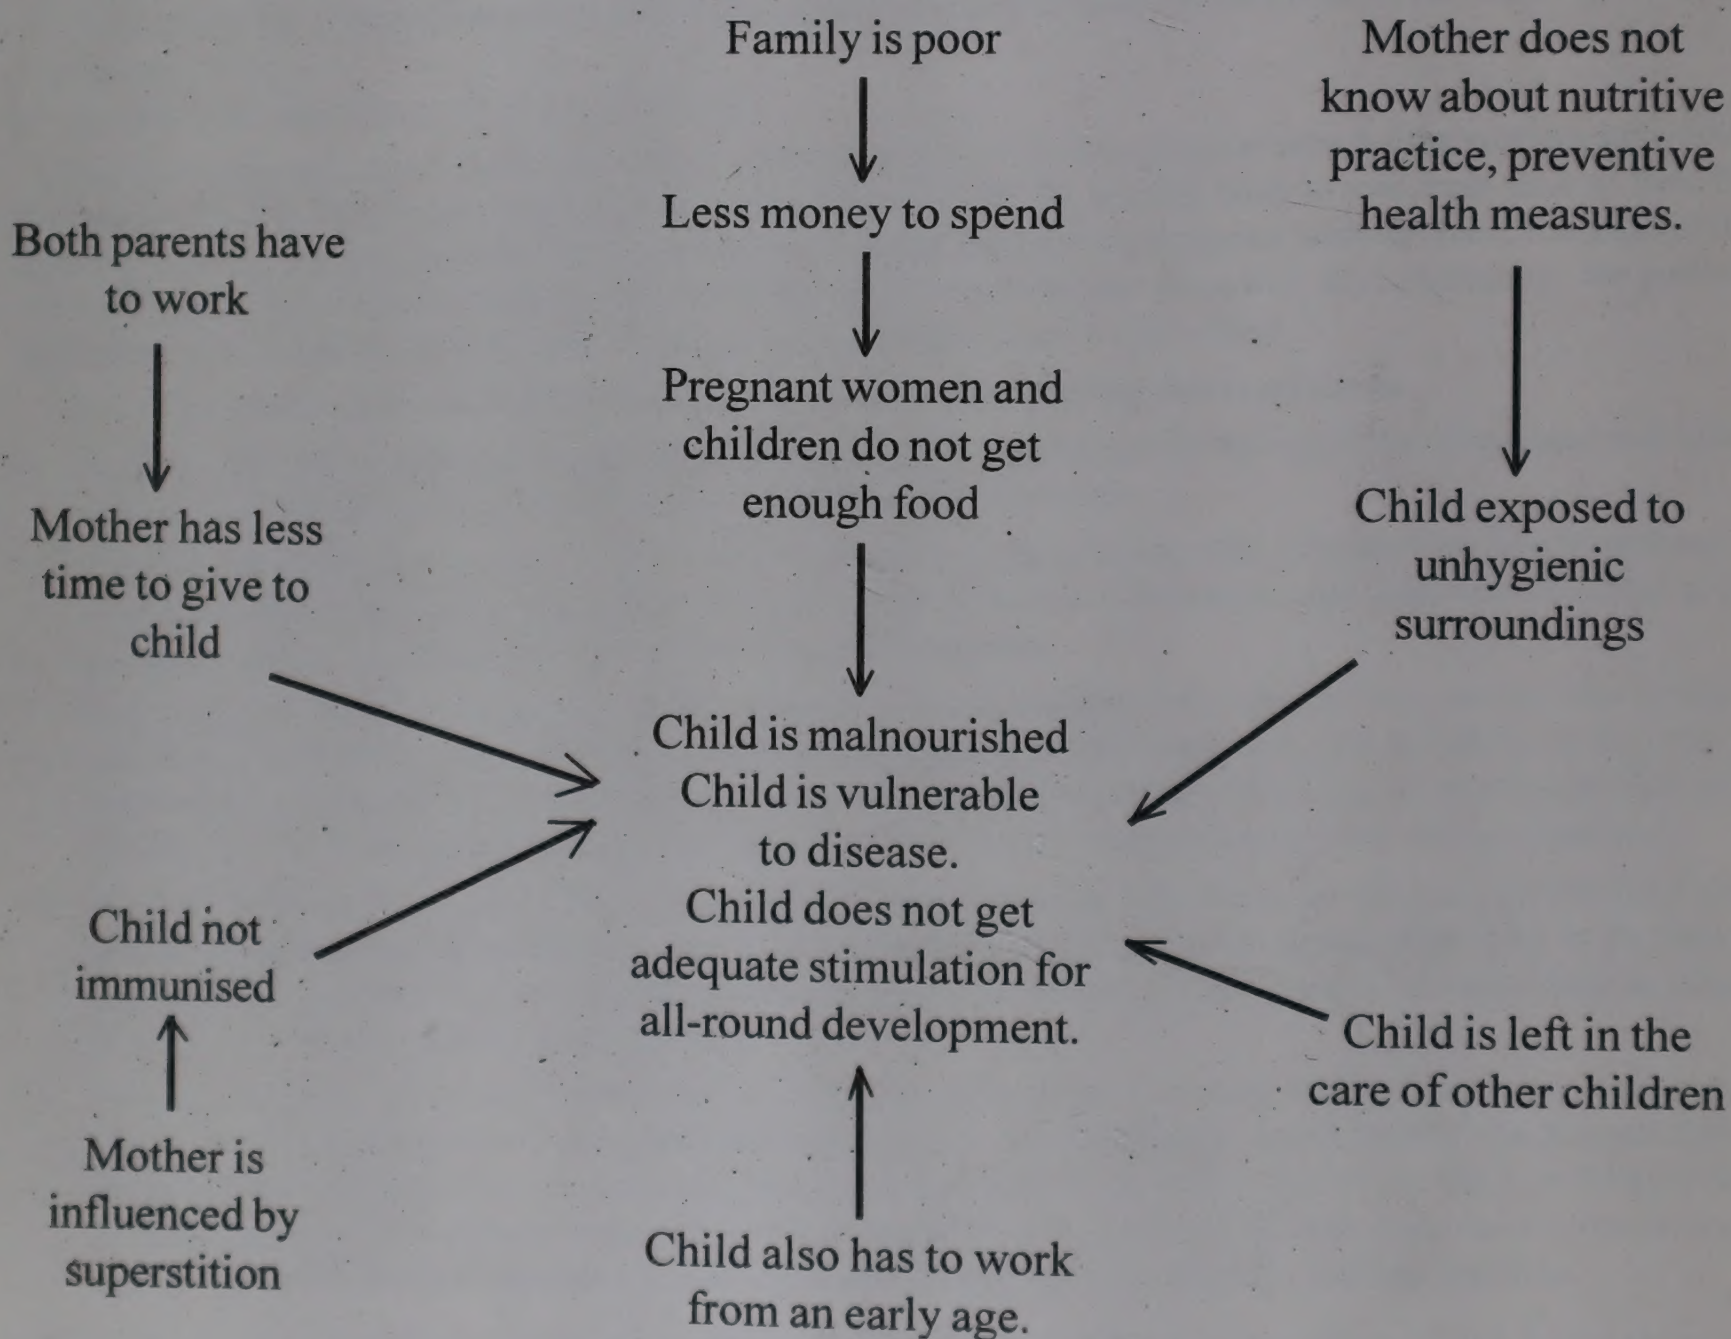 Family is poor
Less money to spend
Pregnant women and
children do not get
enough food
Mother does not
know about nutritive
practice, preventive
health measures.
Both parents have
to work
Mother has less
time to give to
child
Child exposed to
unhygienic
surroundings
Child is malnourished
Child is vulnerable
to disease.
Child does not get
adequate stimulation for
all-round development.
Child not
immunised
Mother is
influenced by
superstition
Child is left in the
care of other children
Child also has to work
from an early age.